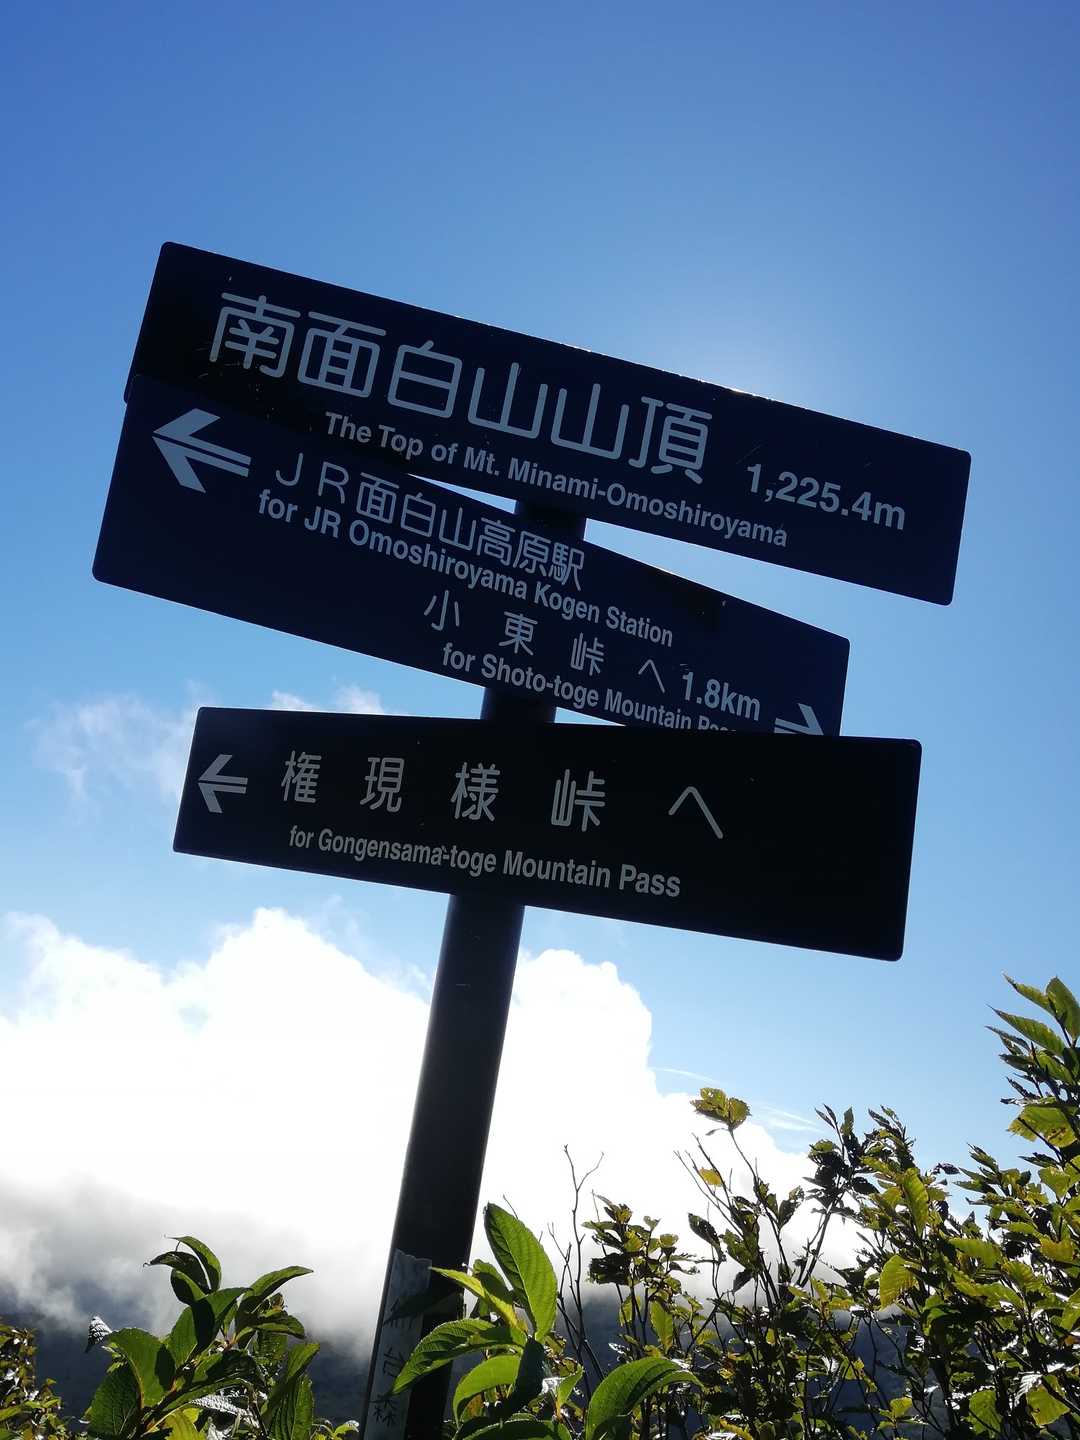 南面白山山頂 1,225.4m
The Top of Mt. Minami-Omoshiroyama
JR面白山高原駅
for JR Omoshiroyama Kogen Station
小東峠へ 1.8km
for Shoto-toge Mountain
権現様峠へ
for Gongensama-toge Mountain Pass